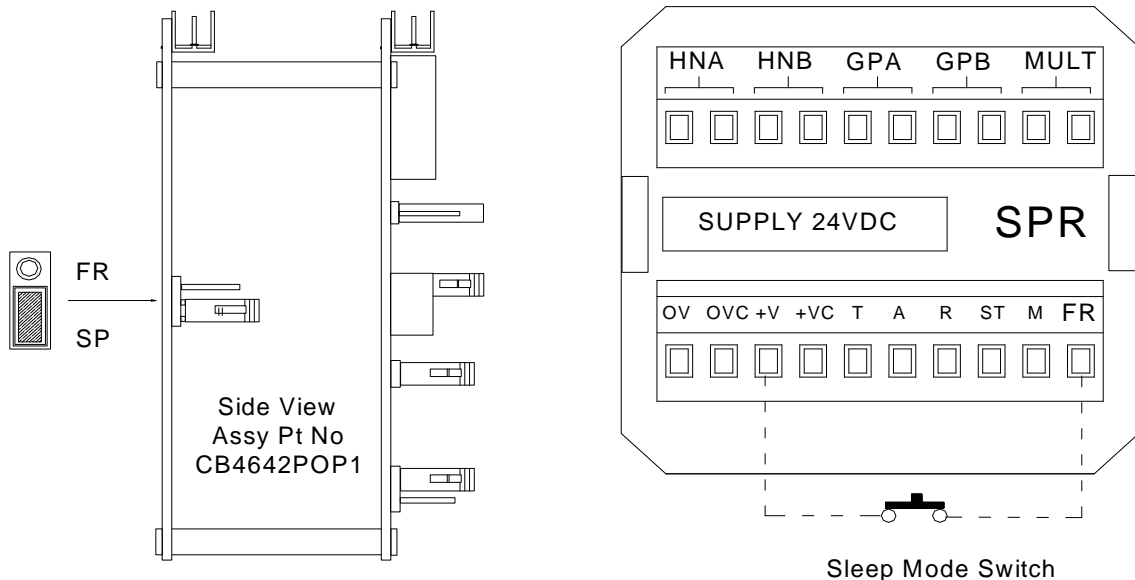 FR
SP
Side View
Assy Pt No
CB4642POP1
HNA HNB GPA GPB MULT
SUPPLY 24VDC
SPR
OV OVC +V +VC T A R ST M FR
Sleep Mode Switch